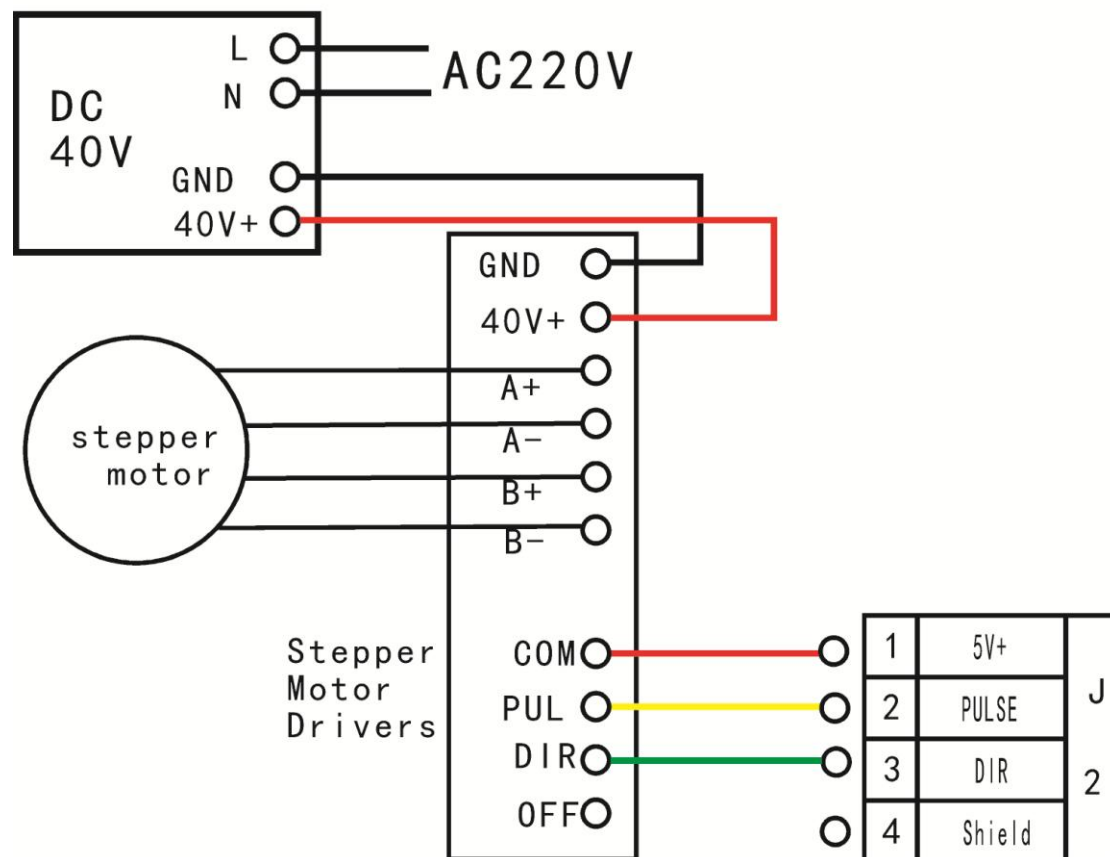 L
N
AC220V
DC
40V
GND
40V+
GND
40V+
A+
A-
B+
B-
stepper
motor
Stepper
Motor
Drivers
COM
PUL
DIR
OFF
1 5V+
2 PULSE
3 DIR
4 Shield
J
2